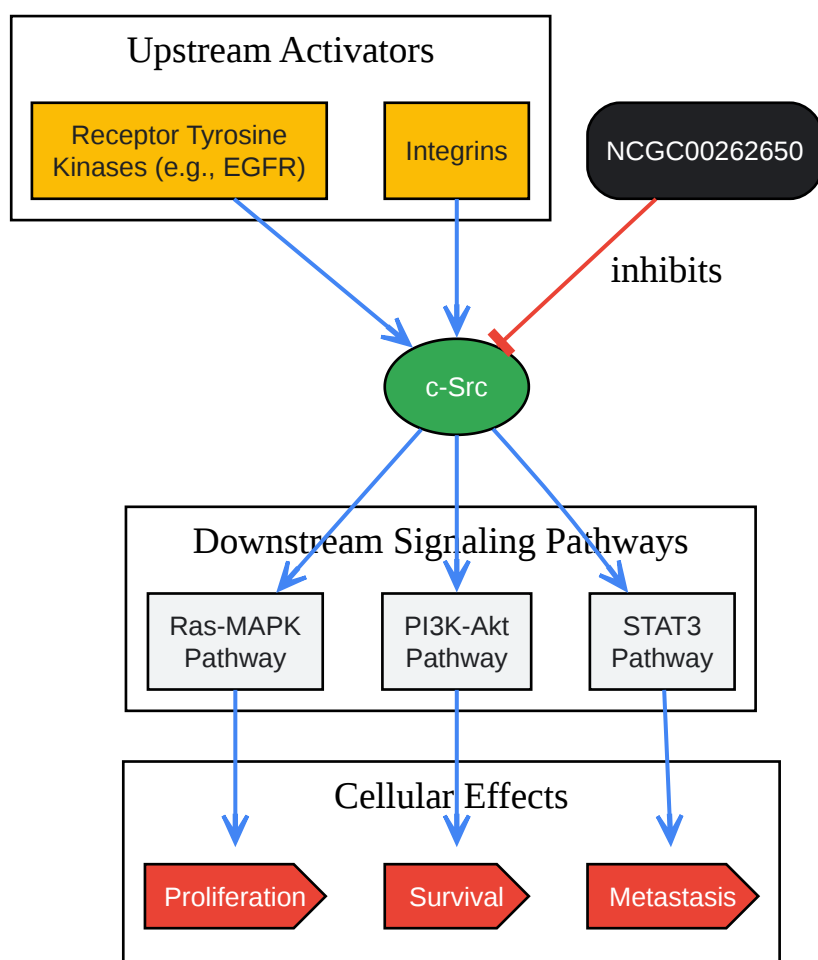 Upstream Activators
Receptor Tyrosine
Kinases (e.g., EGFR)
Integrins
NCGC00262650
inhibits
c-Src
Downstream Signaling Pathways
Ras-MAPK
Pathway
PI3K-Akt
Pathway
STAT3
Pathway
Cellular Effects
Proliferation
Survival
Metastasis